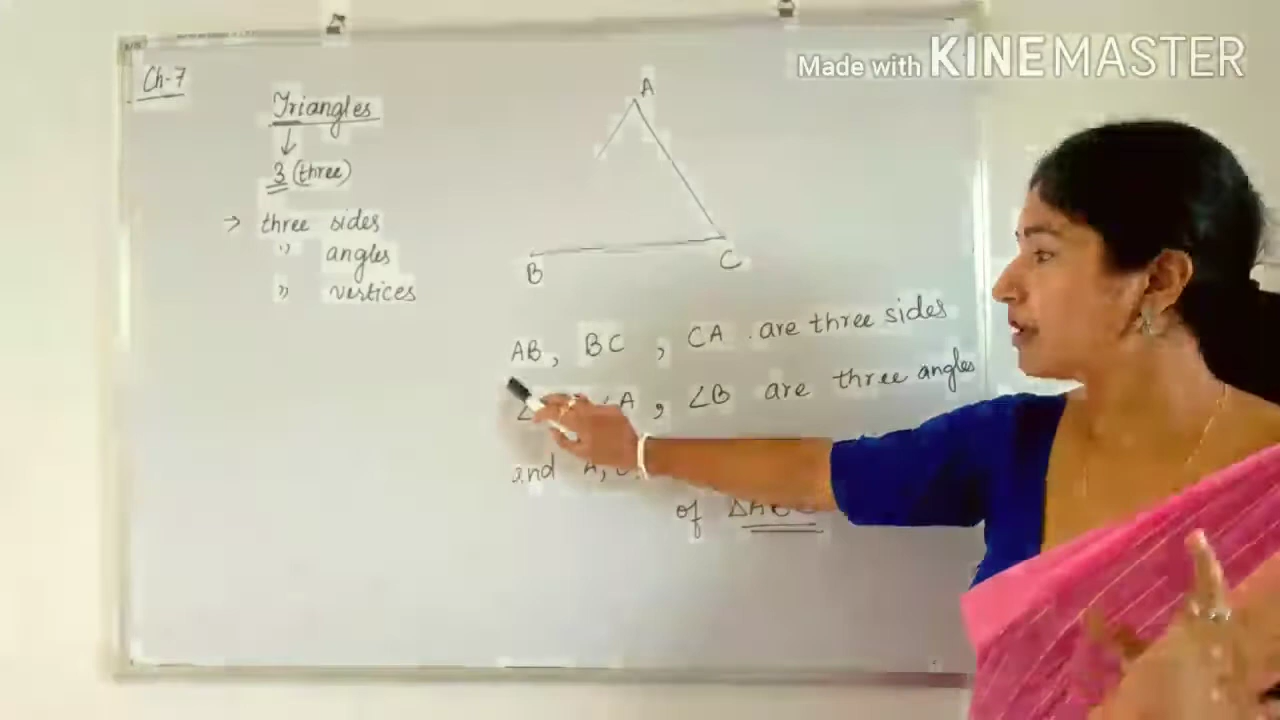 Made with KINEMASTER
Ch-7
Triangles
3 (three)
→ three sides
" angles
" vertices
A
B
C
AB, BC, CA are three sides
∠A, ∠B are three angles
and A,
of ΔABC